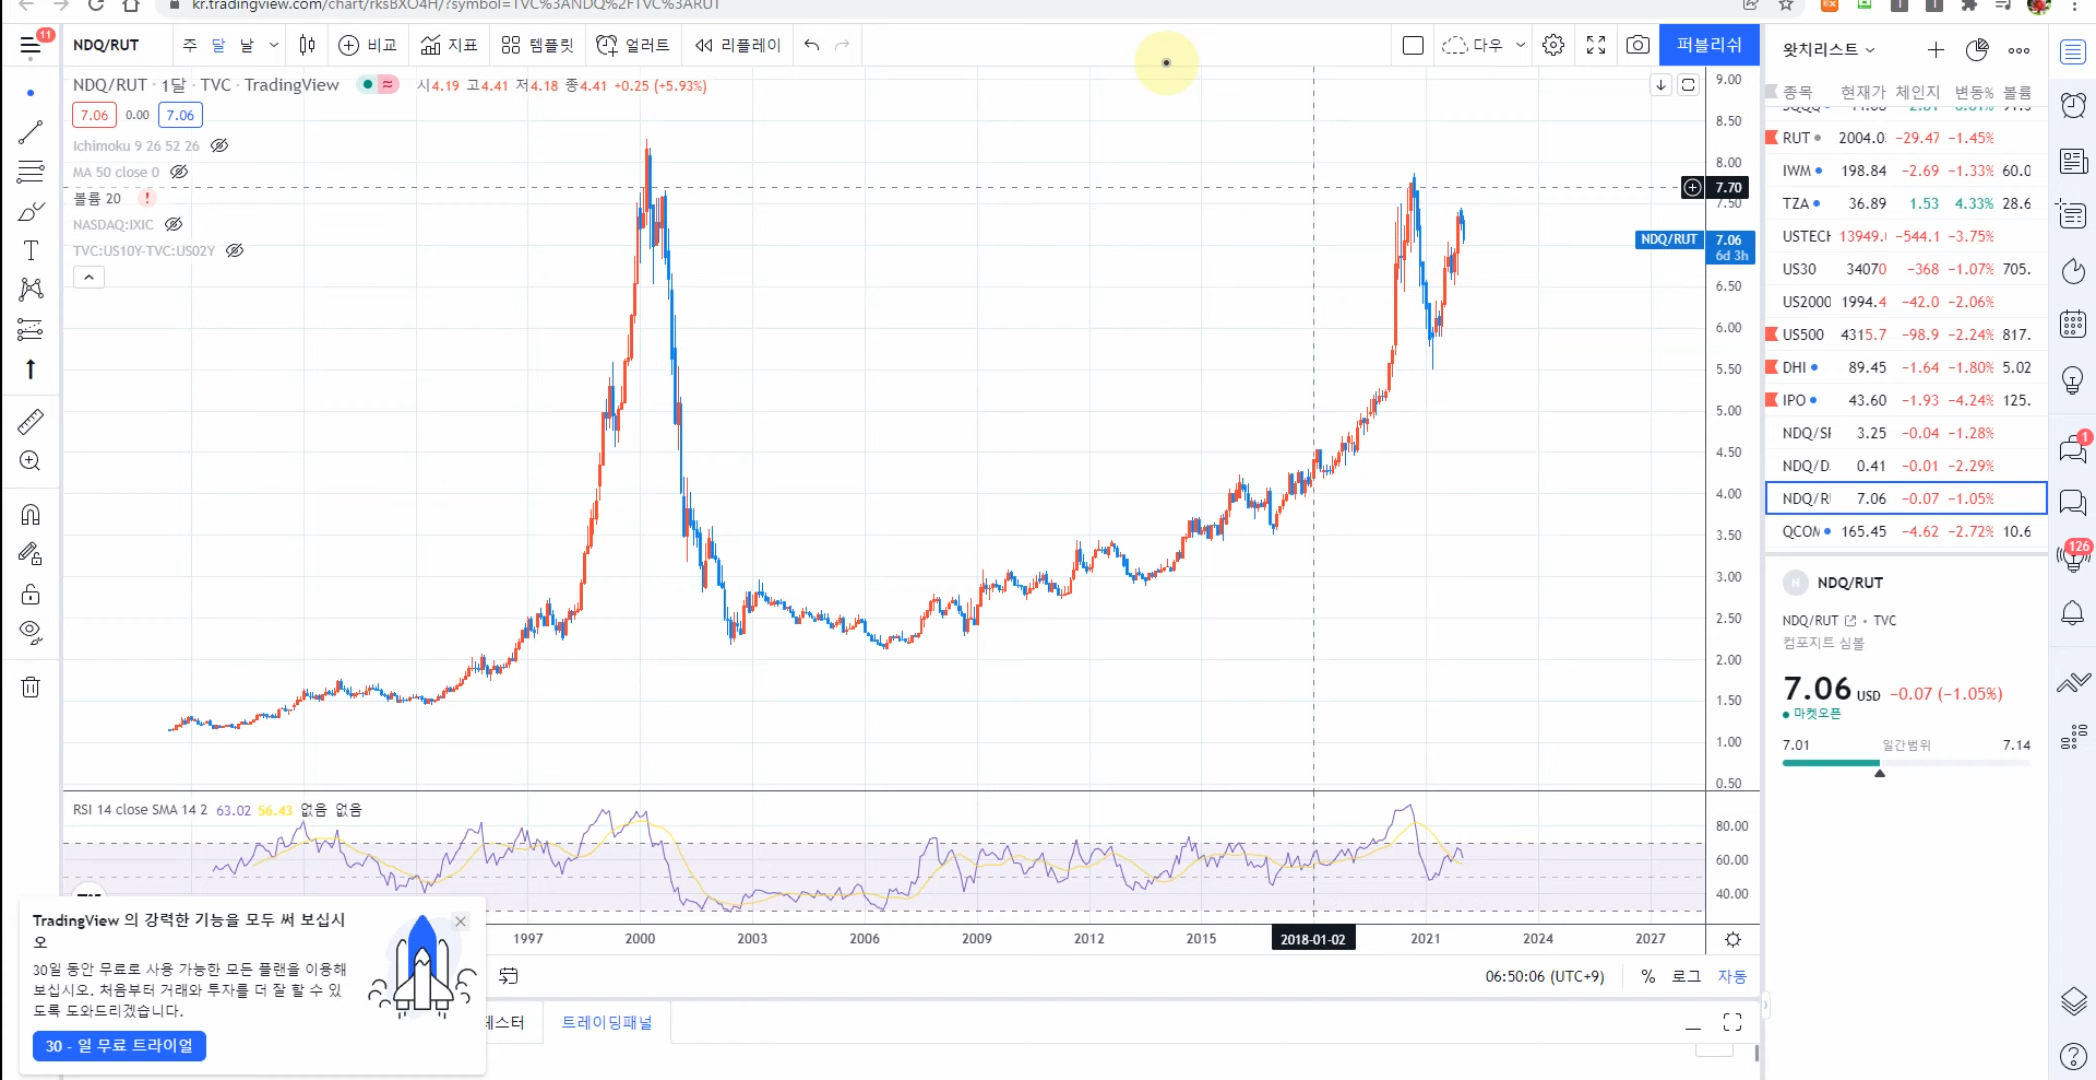 kr.tradingview.com/chart/rksBXO4H/?symbol=TVC%3ANDQ%2FTVC%3ARUT
11
NDQ/RUT 주 달 날 비교 지표 템플릿 얼러트 리플레이 다우 퍼블리쉬
NDQ/RUT · 1달 · TVC · TradingView 시4.19 고4.41 저4.18 종4.41 +0.25 (+5.93%)
7.06 0.00 7.06
Ichimoku 9 26 52 26
MA 50 close 0
볼륨 20 !
NASDAQ:IXIC
TVC:US10Y-TVC:US02Y
9.00
8.50
8.00
7.70
7.50
NDQ/RUT 7.06
6d 3h
6.50
6.00
5.50
5.00
4.50
4.00
3.50
3.00
2.50
2.00
1.50
1.00
0.50
RSI 14 close SMA 14 2 63.02 56.43 없음 없음
80.00
60.00
40.00
1997 2000 2003 2006 2009 2012 2015 2018-01-02 2021 2024 2027
06:50:06 (UTC+9) % 로그 자동
테스터 트레이딩패널
TradingView 의 강력한 기능을 모두 써 보십시
오
30일 동안 무료로 사용 가능한 모든 플랜을 이용해
보십시오. 처음부터 거래와 투자를 더 잘 할 수 있
도록 도와드리겠습니다.
30 - 일 무료 트라이얼
왓치리스트
종목 현재가 체인지 변동% 볼륨
RUT 2004.0 -29.47 -1.45%
IWM 198.84 -2.69 -1.33% 60.0
TZA 36.89 1.53 4.33% 28.6
USTECH 13949. -544.1 -3.75%
US30 34070 -368 -1.07% 705.
US2000 1994.4 -42.0 -2.06%
US500 4315.7 -98.9 -2.24% 817.
DHI 89.45 -1.64 -1.80% 5.02
IPO 43.60 -1.93 -4.24% 125.
NDQ/SI 3.25 -0.04 -1.28%
NDQ/D 0.41 -0.01 -2.29%
NDQ/R 7.06 -0.07 -1.05%
QCOM 165.45 -4.62 -2.72% 10.6
N NDQ/RUT
NDQ/RUT • TVC
컴포지트 심볼
7.06 USD -0.07 (-1.05%)
마켓오픈
7.01 일간범위 7.14
1
126